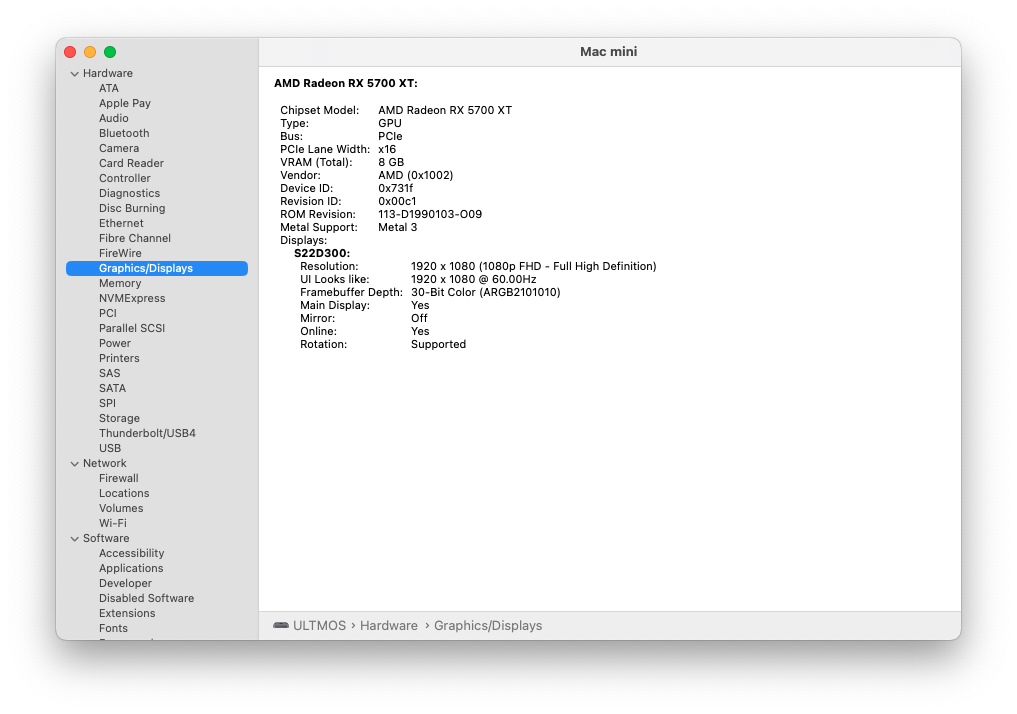 Mac mini
Hardware
ATA
Apple Pay
Audio
Bluetooth
Camera
Card Reader
Controller
Diagnostics
Disc Burning
Ethernet
Fibre Channel
FireWire
Graphics/Displays
Memory
NVMExpress
PCI
Parallel SCSI
Power
Printers
SAS
SATA
SPI
Storage
Thunderbolt/USB4
USB
Network
Firewall
Locations
Volumes
Wi-Fi
Software
Accessibility
Applications
Developer
Disabled Software
Extensions
Fonts
AMD Radeon RX 5700 XT:
Chipset Model: AMD Radeon RX 5700 XT
Type: GPU
Bus: PCIe
PCIe Lane Width: x16
VRAM (Total): 8 GB
Vendor: AMD (0x1002)
Device ID: 0x731f
Revision ID: 0x00c1
ROM Revision: 113-D1990103-O09
Metal Support: Metal 3
Displays:
S22D300:
Resolution: 1920 x 1080 (1080p FHD - Full High Definition)
UI Looks like: 1920 x 1080 @ 60.00Hz
Framebuffer Depth: 30-Bit Color (ARGB2101010)
Main Display: Yes
Mirror: Off
Online: Yes
Rotation: Supported
ULTMOS › Hardware › Graphics/Displays